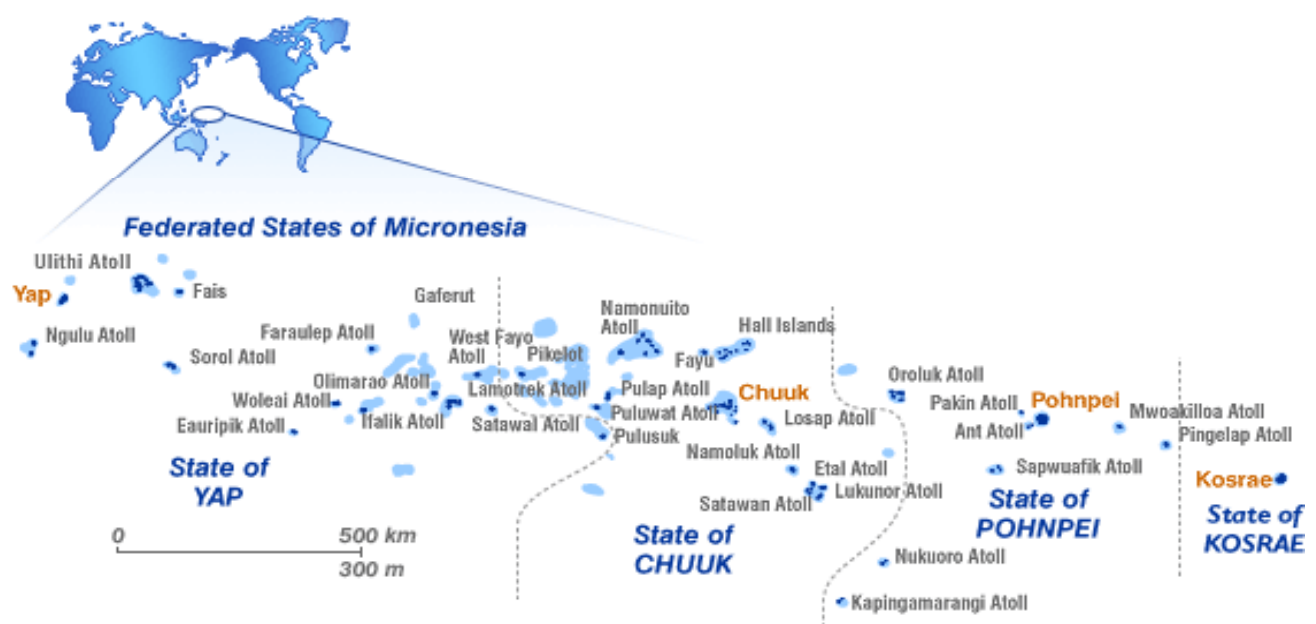 Federated States of Micronesia
Ulithi Atoll
Yap
Fais
Ngulu Atoll
Sorol Atoll
Gaferut
Faraulep Atoll
West Fayo
Atoll
Pikelot
Olimarao Atoll
Lamotrek Atoll
Woleai Atoll
Ifalik Atoll
Satawal Atoll
Eauripik Atoll
State of
YAP
0
500 km
300 m
Namonuito
Atoll
Hall Islands
Fayu
Pulap Atoll
Chuuk
Puluwat Atoll
Losap Atoll
Pulusuk
Namoluk Atoll
Etal Atoll
Lukunor Atoll
Satawan Atoll
State of
CHUUK
Oroluk Atoll
Pakin Atoll
Pohnpei
Ant Atoll
Mwoakilloa Atoll
Pingelap Atoll
Sapwuafik Atoll
State of
POHNPEI
Nukuoro Atoll
Kapingamarangi Atoll
Kosrae
State of
KOSRAE